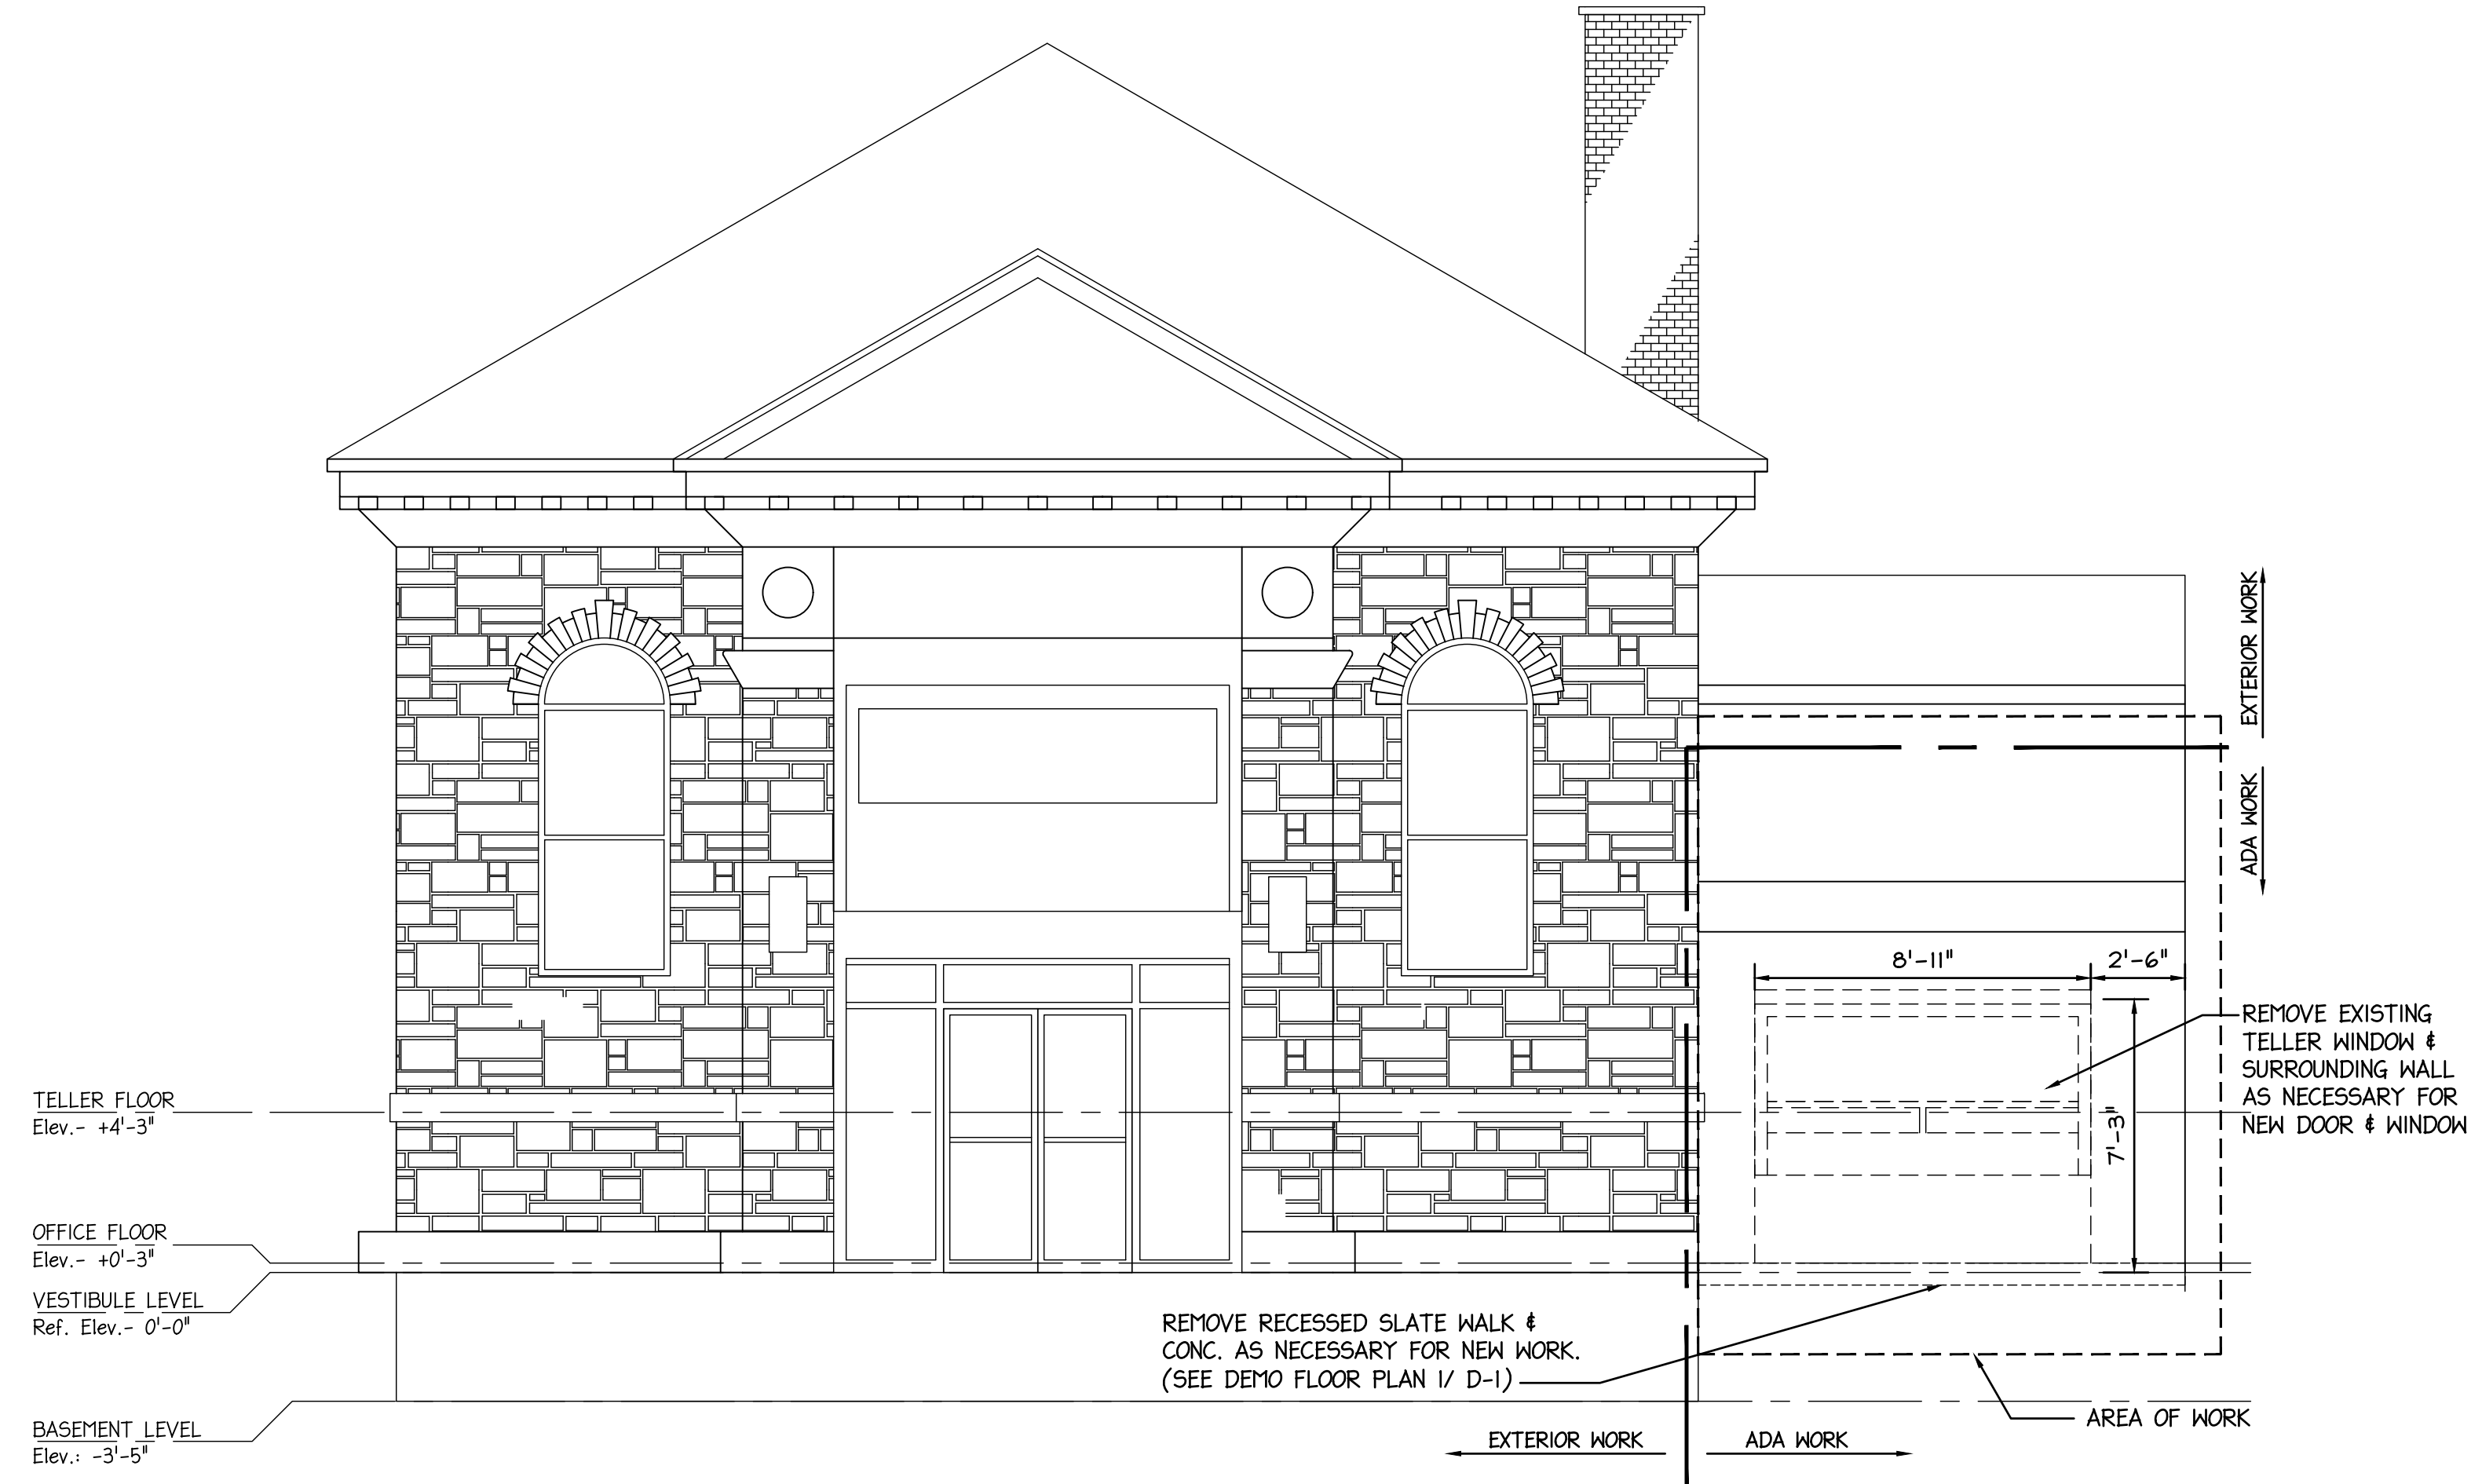 EXTERIOR WORK
ADA WORK
8'-11"
2'-6"
7'-3"
REMOVE EXISTING
TELLER WINDOW &
SURROUNDING WALL
AS NECESSARY FOR
NEW DOOR & WINDOW
TELLER FLOOR
Elev.- +4'-3"
OFFICE FLOOR
Elev.- +0'-3"
VESTIBULE LEVEL
Ref. Elev.- 0'-0"
BASEMENT LEVEL
Elev.: -3'-5"
REMOVE RECESSED SLATE WALK &
CONC. AS NECESSARY FOR NEW WORK.
(SEE DEMO FLOOR PLAN 1/ D-1)
AREA OF WORK
EXTERIOR WORK
ADA WORK